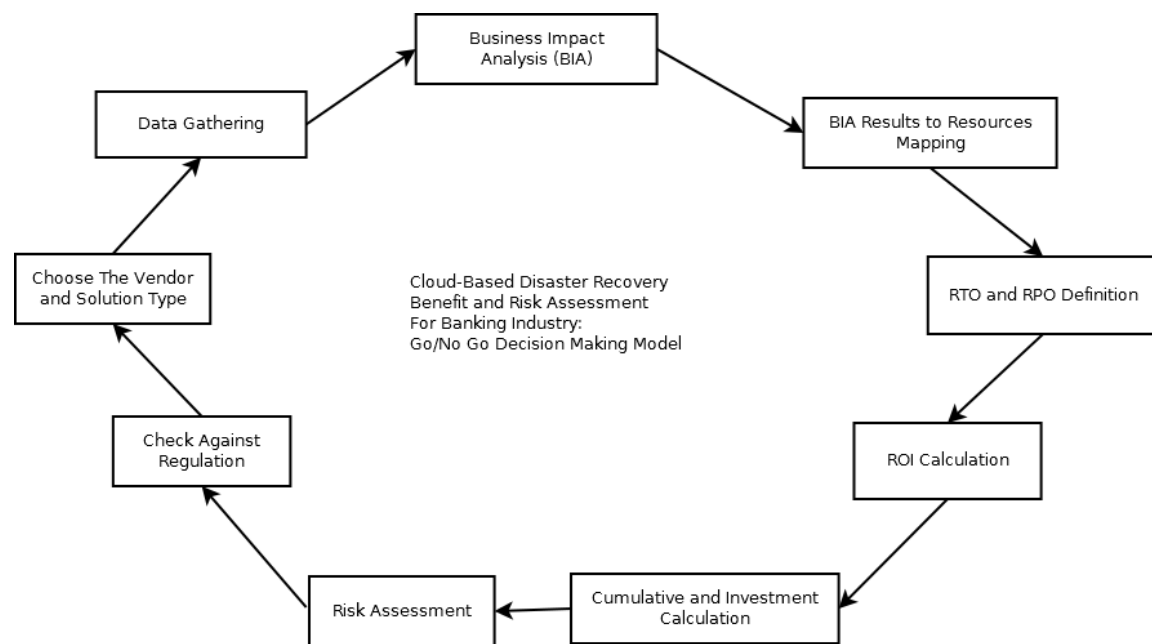 Business Impact
Analysis (BIA)
Data Gathering
BIA Results to Resources
Mapping
Choose The Vendor
and Solution Type
Cloud-Based Disaster Recovery
Benefit and Risk Assessment
For Banking Industry:
Go/No Go Decision Making Model
RTO and RPO Definition
Check Against
Regulation
ROI Calculation
Risk Assessment
Cumulative and Investment
Calculation